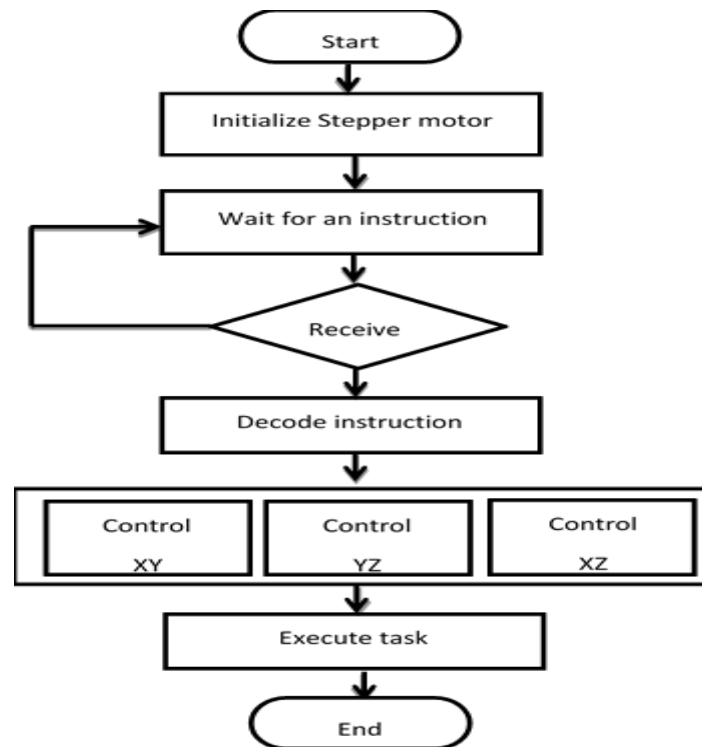 Start
Initialize Stepper motor
Wait for an instruction
Receive
Decode instruction
Control
XY
Control
YZ
Control
XZ
Execute task
End